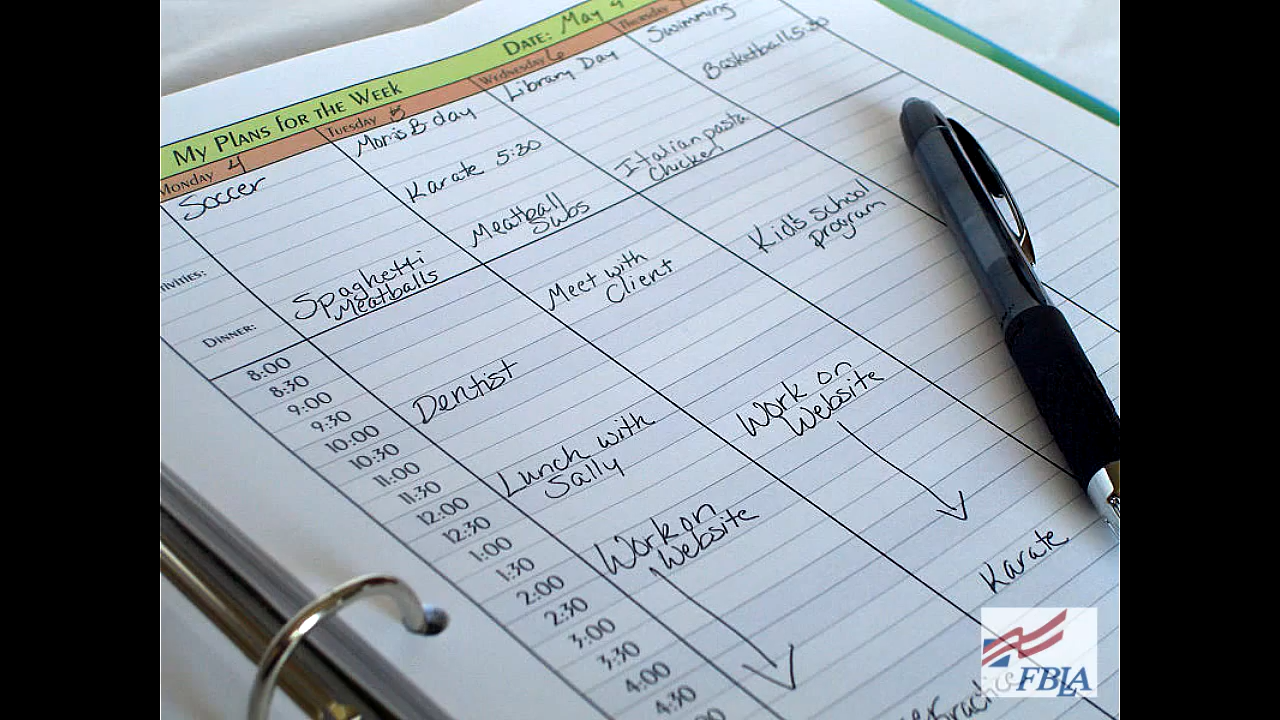 DATE: May 4
MY PLANS FOR THE WEEK
MONDAY 4
TUESDAY 5
WEDNESDAY 6
THURSDAY
Soccer
Mom's B day
Library Day
Swimming
Karate 5:30
Basketball 5:30
DINNER:
Spaghetti
Meatballs
Meatball
Subs
Italian pasta
Chicken
8:00
8:30
9:00
9:30
10:00
10:30
11:00
11:30
12:00
12:30
1:00
1:30
2:00
2:30
3:00
3:30
4:00
4:30
Dentist
Lunch with
Sally
Work on
Website
Meet with
Client
Work on
Website
Karate
Kid's school
program
FBLA